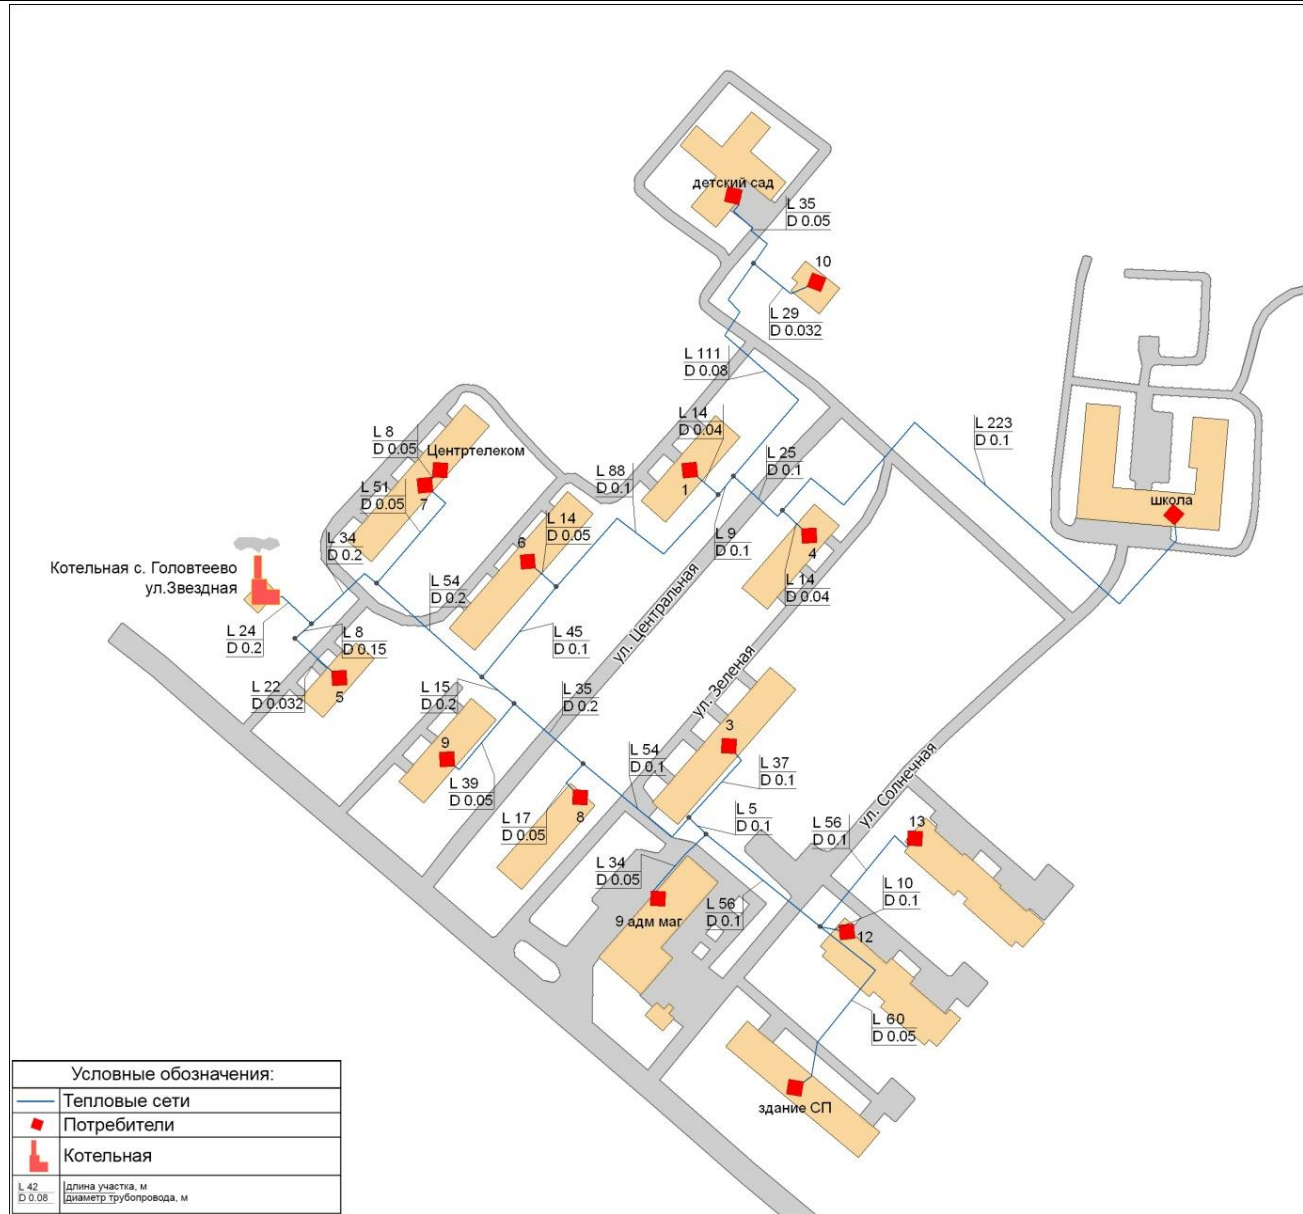 детский сад
L 35
D 0.05
10
L 29
D 0.032
L 111
D 0.08
L 14
D 0.04
L 223
D 0.1
L 8
D 0.05
Центртелеком
L 25
D 0.1
L 88
D 0.1
1
L 51
D 0.05
7
школа
L 14
D 0.05
L 34
D 0.2
6
L 9
D 0.1
4
Котельная с. Головтеево
ул.Звездная
L 54
D 0.2
L 14
D 0.04
ул. Центральная
L 24
D 0.2
L 8
D 0.15
L 45
D 0.1
L 22
D 0.032
5
L 15
D 0.2
L 35
D 0.2
ул. Зеленая
9
3
L 54
D 0.1
L 37
D 0.1
L 39
D 0.05
8
ул. Солнечная
L 17
D 0.05
L 5
D 0.1
L 56
D 0.1
13
L 34
D 0.05
L 10
D 0.1
9 адм маг
L 56
D 0.1
12
L 60
D 0.05
здание СП
Условные обозначения:
Тепловые сети
Потребители
Котельная
L 42
D 0.08
длина участка, м
диаметр трубопровода, м